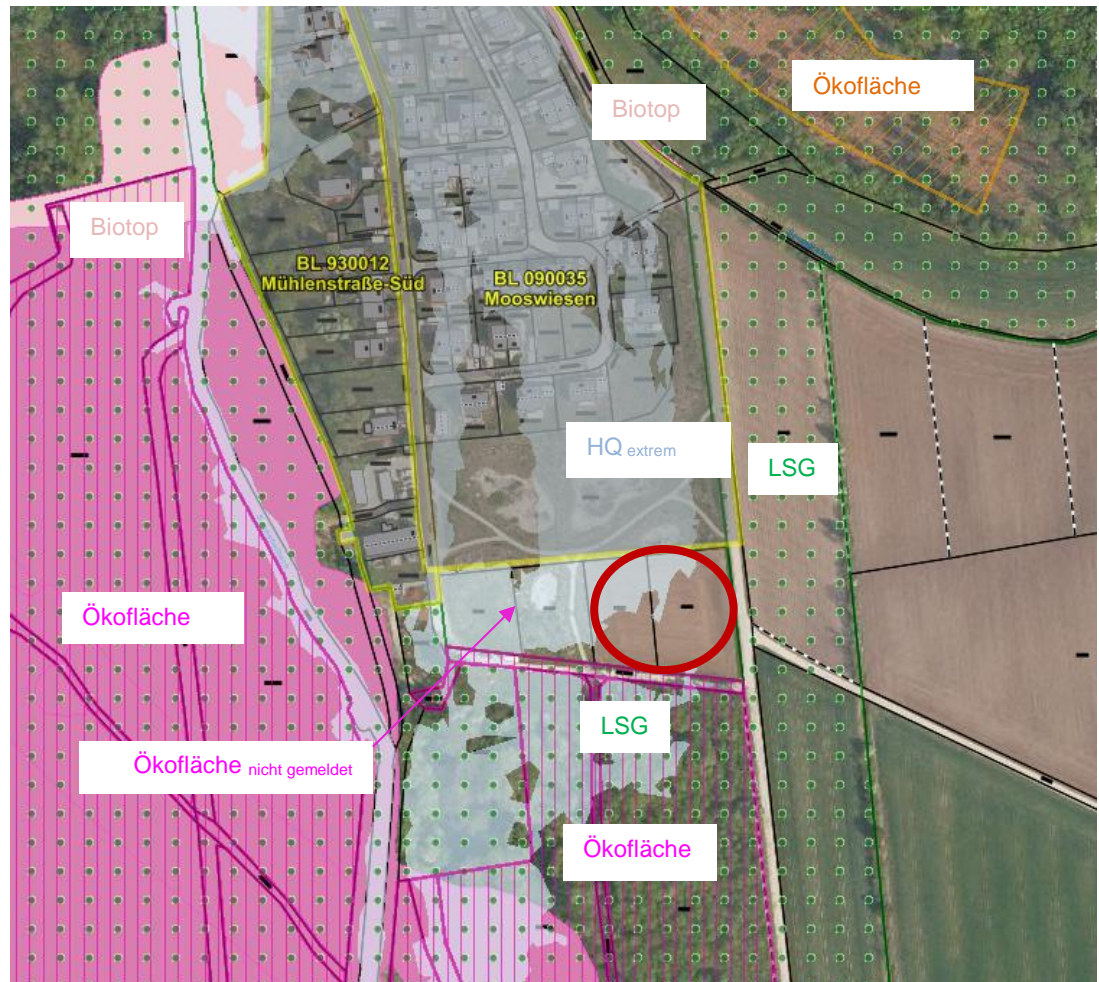 Ökofläche
Biotop
Biotop
BL 930012
Mühlenstraße-Süd
BL 090035
Mooswiesen
HQ extrem
LSG
Ökofläche
LSG
Ökofläche nicht gemeldet
Ökofläche